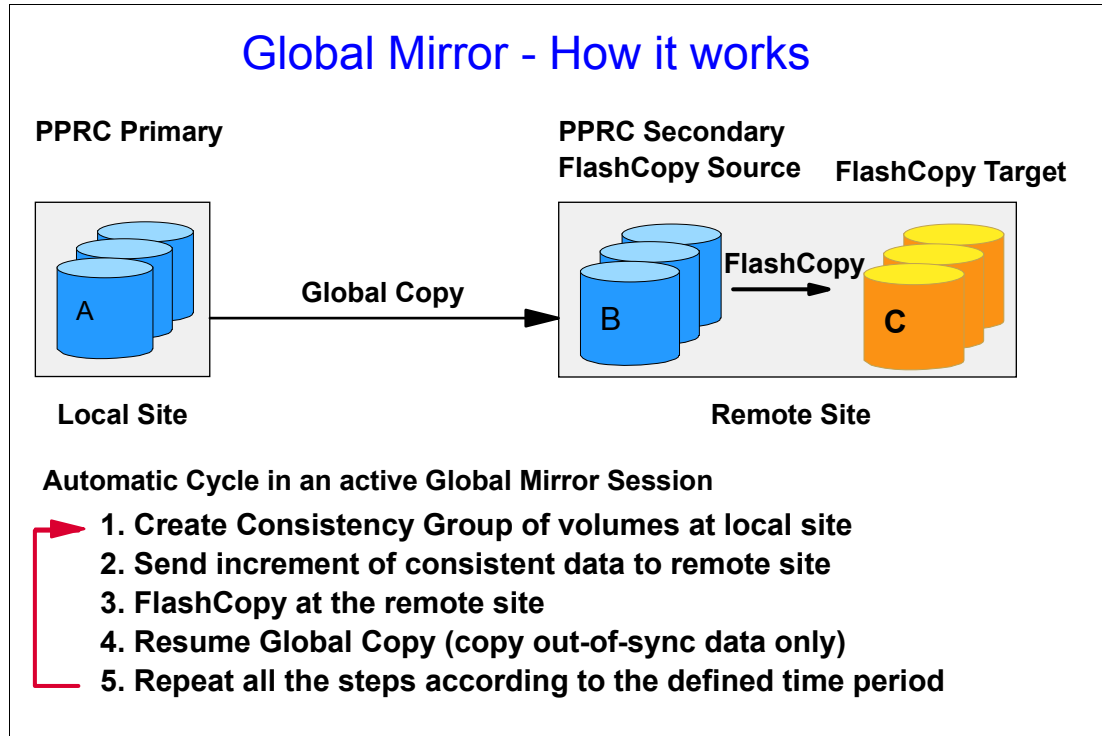 Global Mirror - How it works
PPRC Primary
PPRC Secondary
FlashCopy Source
FlashCopy Target
A
Global Copy
B
FlashCopy
C
Local Site
Remote Site
Automatic Cycle in an active Global Mirror Session
1. Create Consistency Group of volumes at local site
2. Send increment of consistent data to remote site
3. FlashCopy at the remote site
4. Resume Global Copy (copy out-of-sync data only)
5. Repeat all the steps according to the defined time period